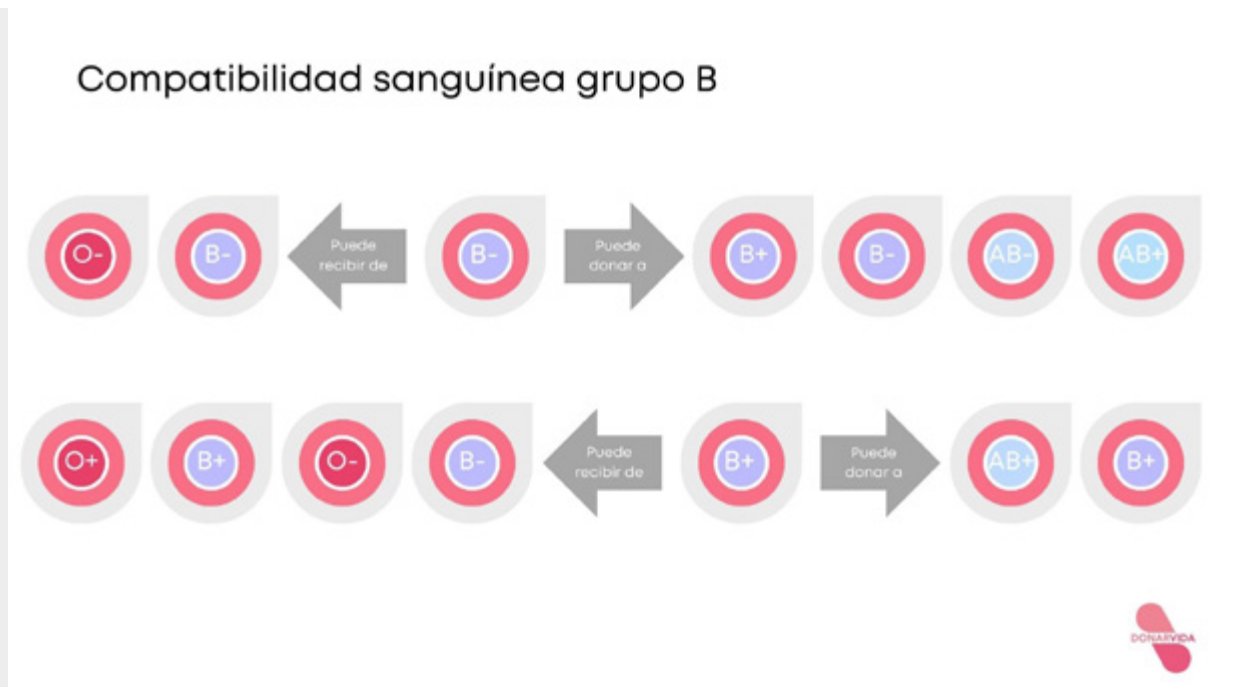 Compatibilidad sanguínea grupo B
O- B- Puede recibir de B- Puede donar a B+ B- AB- AB+
O+ B+ O- B- Puede recibir de B+ Puede donar a AB+ B+
DONARVIDA